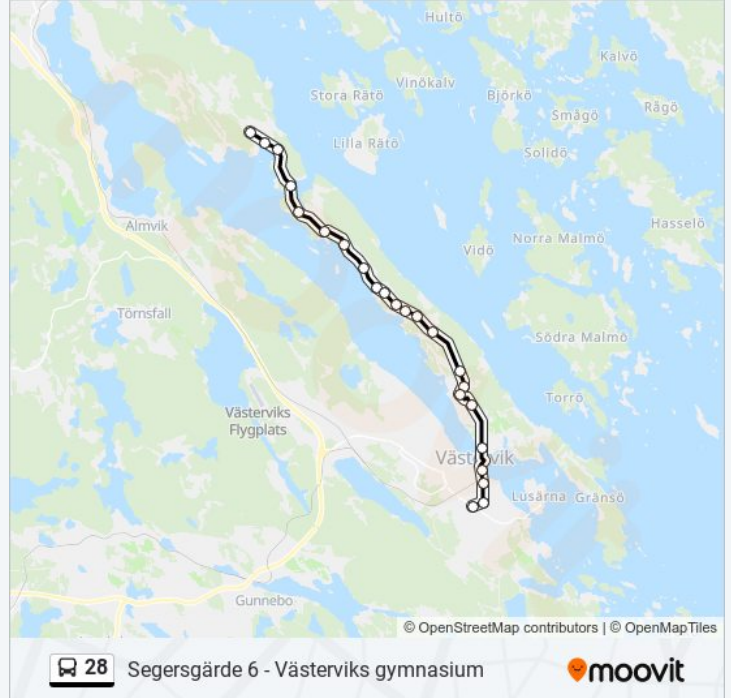 Hultö
Kalvö
Vinökalv
Stora Rätö
Björkö
Rågö
Smågö
Lilla Rätö
Solidö
Almvik
Hasselö
Norra Malmö
Vidö
Törnsfall
Södra Malmö
Torrö
Västerviks
Flygplats
Västervik
Lusärna
Gränsö
Gunnebo
© OpenStreetMap contributors | © OpenMapTiles
28 Segersgärde 6 - Västerviks gymnasium moovit